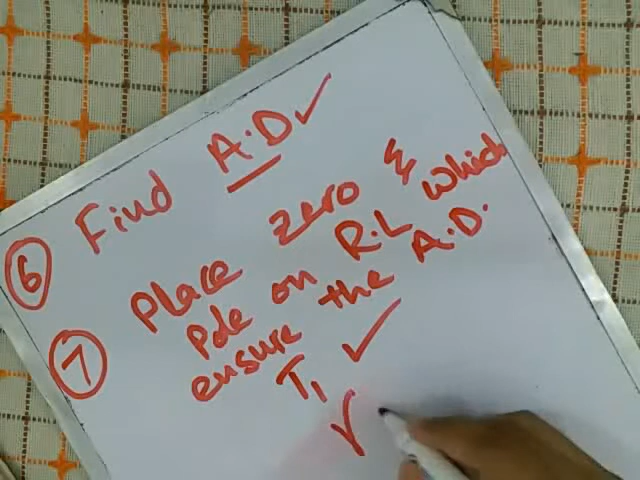 ⑥ Find A.D ✓
⑦ Place zero &
Pole on R.L which
ensure the A.D.
T₁ ✓